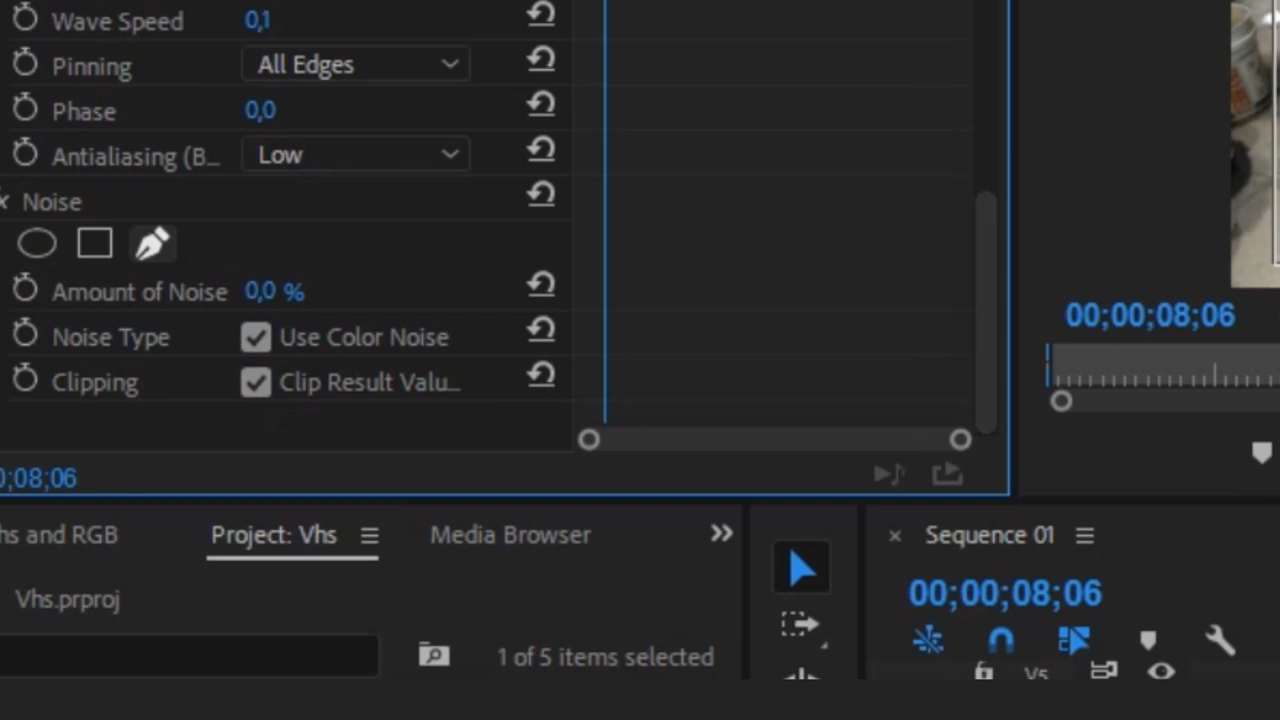 Wave Speed 0,1
Pinning All Edges
Phase 0,0
Antialiasing (B... Low
Noise
Amount of Noise 0,0 %
Noise Type Use Color Noise
Clipping Clip Result Valu...
00;00;08;06
0;08;06
hs and RGB Project: Vhs Media Browser
Sequence 01
Vhs.prproj
00;00;08;06
1 of 5 items selected
V5